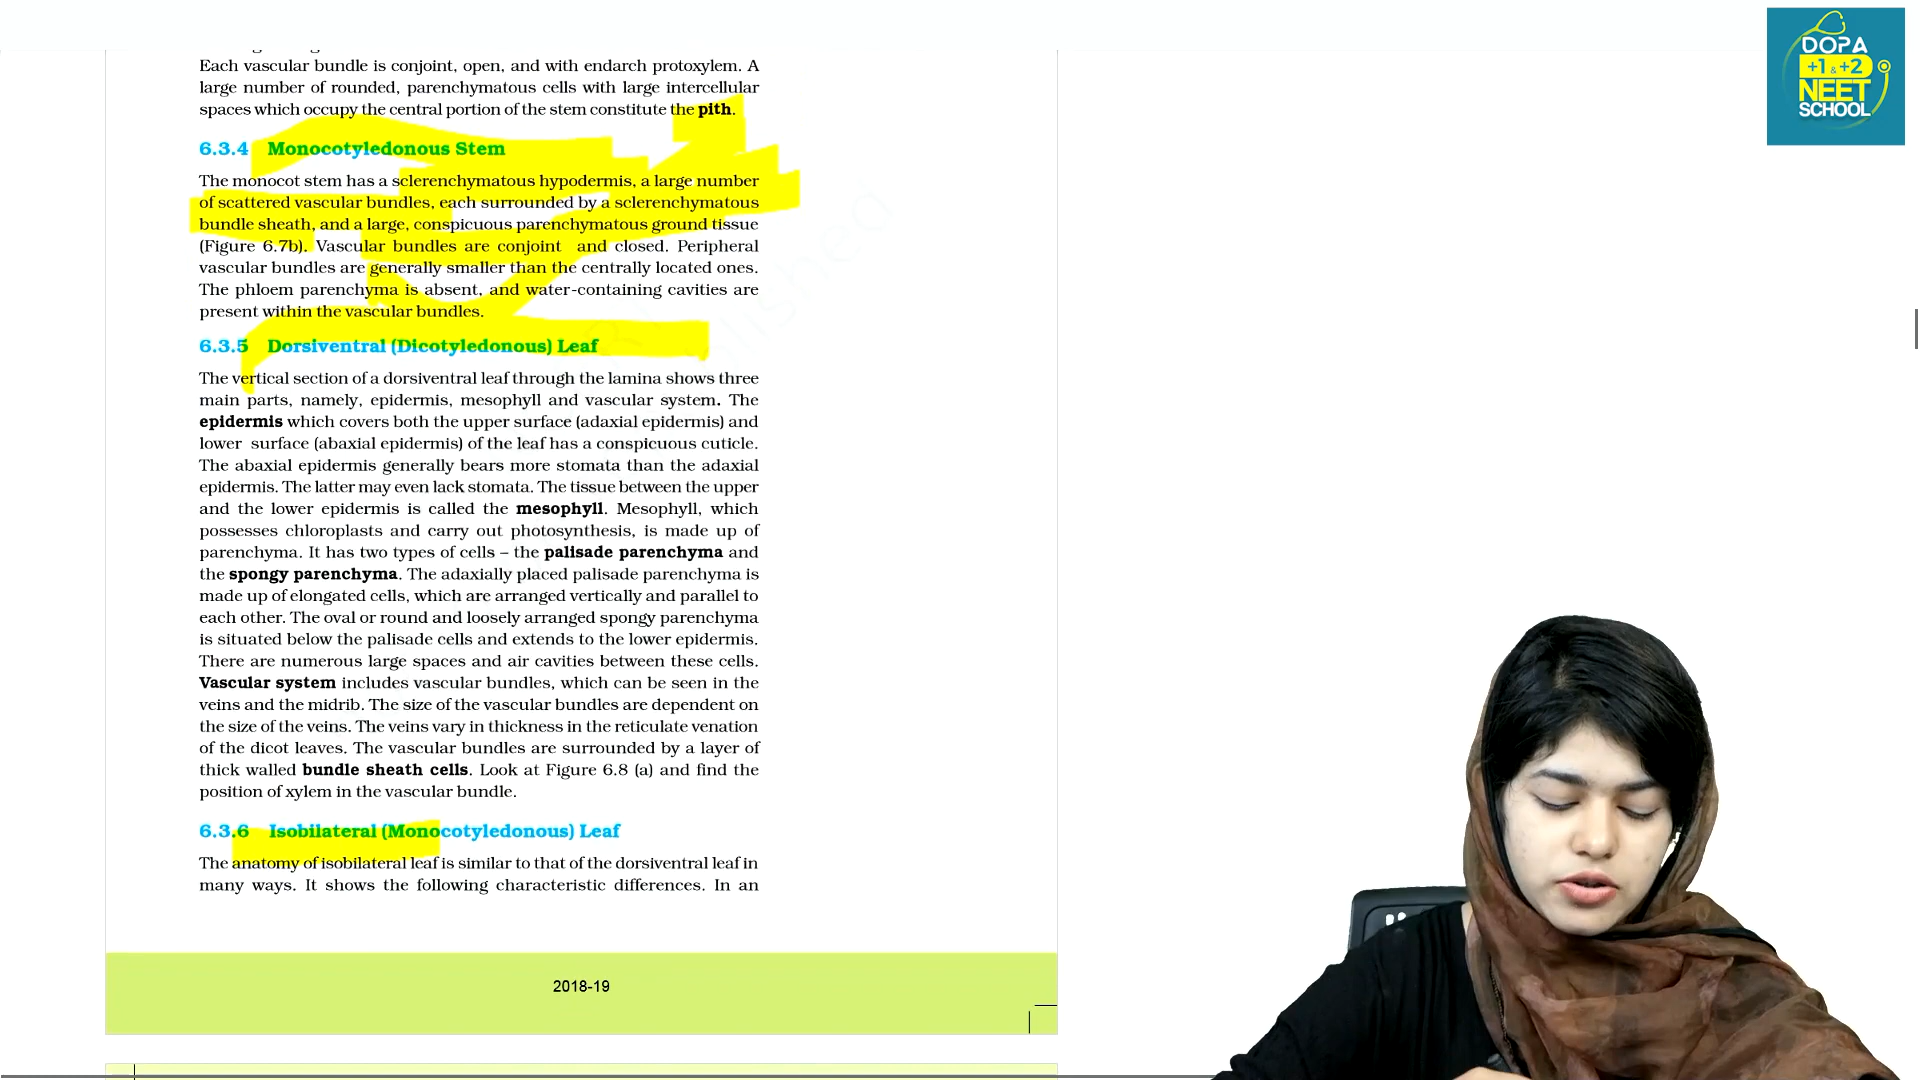 Each vascular bundle is conjoint, open, and with endarch protoxylem. A
large number of rounded, parenchymatous cells with large intercellular
spaces which occupy the central portion of the stem constitute the pith.
6.3.4 Monocotyledonous Stem
The monocot stem has a sclerenchymatous hypodermis, a large number
of scattered vascular bundles, each surrounded by a sclerenchymatous
bundle sheath, and a large, conspicuous parenchymatous ground tissue
(Figure 6.7b). Vascular bundles are conjoint and closed. Peripheral
vascular bundles are generally smaller than the centrally located ones.
The phloem parenchyma is absent, and water-containing cavities are
present within the vascular bundles.
6.3.5 Dorsiventral (Dicotyledonous) Leaf
The vertical section of a dorsiventral leaf through the lamina shows three
main parts, namely, epidermis, mesophyll and vascular system. The
epidermis which covers both the upper surface (adaxial epidermis) and
lower surface (abaxial epidermis) of the leaf has a conspicuous cuticle.
The abaxial epidermis generally bears more stomata than the adaxial
epidermis. The latter may even lack stomata. The tissue between the upper
and the lower epidermis is called the mesophyll. Mesophyll, which
possesses chloroplasts and carry out photosynthesis, is made up of
parenchyma. It has two types of cells – the palisade parenchyma and
the spongy parenchyma. The adaxially placed palisade parenchyma is
made up of elongated cells, which are arranged vertically and parallel to
each other. The oval or round and loosely arranged spongy parenchyma
is situated below the palisade cells and extends to the lower epidermis.
There are numerous large spaces and air cavities between these cells.
Vascular system includes vascular bundles, which can be seen in the
veins and the midrib. The size of the vascular bundles are dependent on
the size of the veins. The veins vary in thickness in the reticulate venation
of the dicot leaves. The vascular bundles are surrounded by a layer of
thick walled bundle sheath cells. Look at Figure 6.8 (a) and find the
position of xylem in the vascular bundle.
6.3.6 Isobilateral (Monocotyledonous) Leaf
The anatomy of isobilateral leaf is similar to that of the dorsiventral leaf in
many ways. It shows the following characteristic differences. In an
2018-19
DOPA
+1 & +2
NEET
SCHOOL